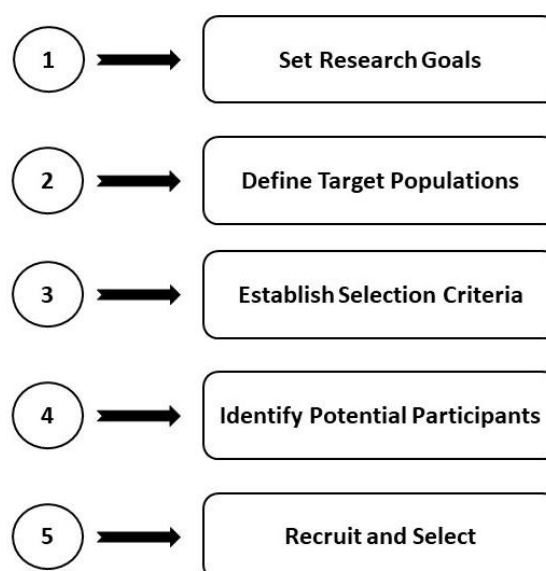 1
Set Research Goals
2
Define Target Populations
3
Establish Selection Criteria
4
Identify Potential Participants
5
Recruit and Select